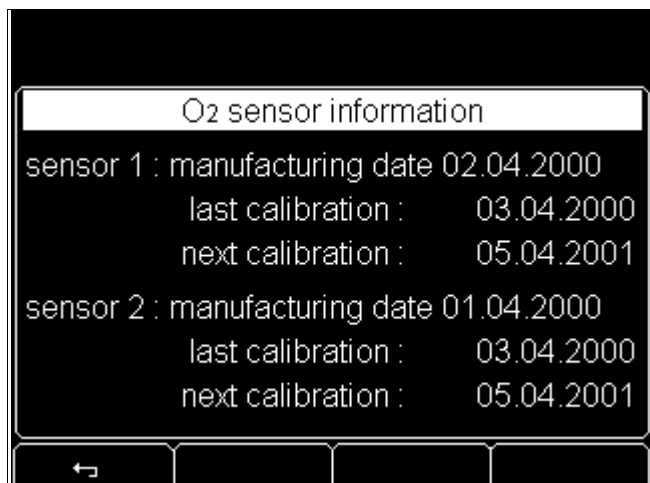 O2 sensor information
sensor 1 : manufacturing date 02.04.2000
last calibration : 03.04.2000
next calibration : 05.04.2001
sensor 2 : manufacturing date 01.04.2000
last calibration : 03.04.2000
next calibration : 05.04.2001